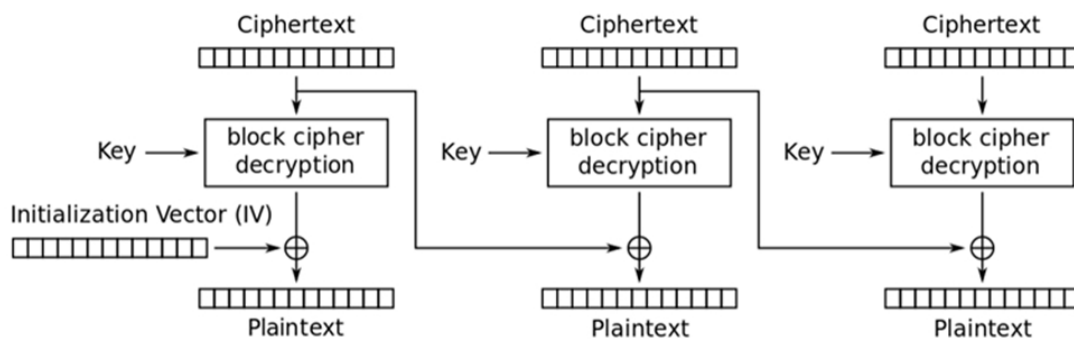 Ciphertext
Ciphertext
Ciphertext
Key
block cipher
decryption
Key
block cipher
decryption
Key
block cipher
decryption
Initialization Vector (IV)
Plaintext
Plaintext
Plaintext